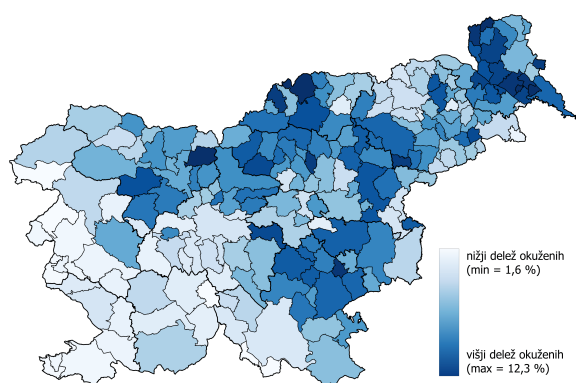 nižji delež okuženih
(min = 1,6 %)
višji delež okuženih
(max = 12,3 %)